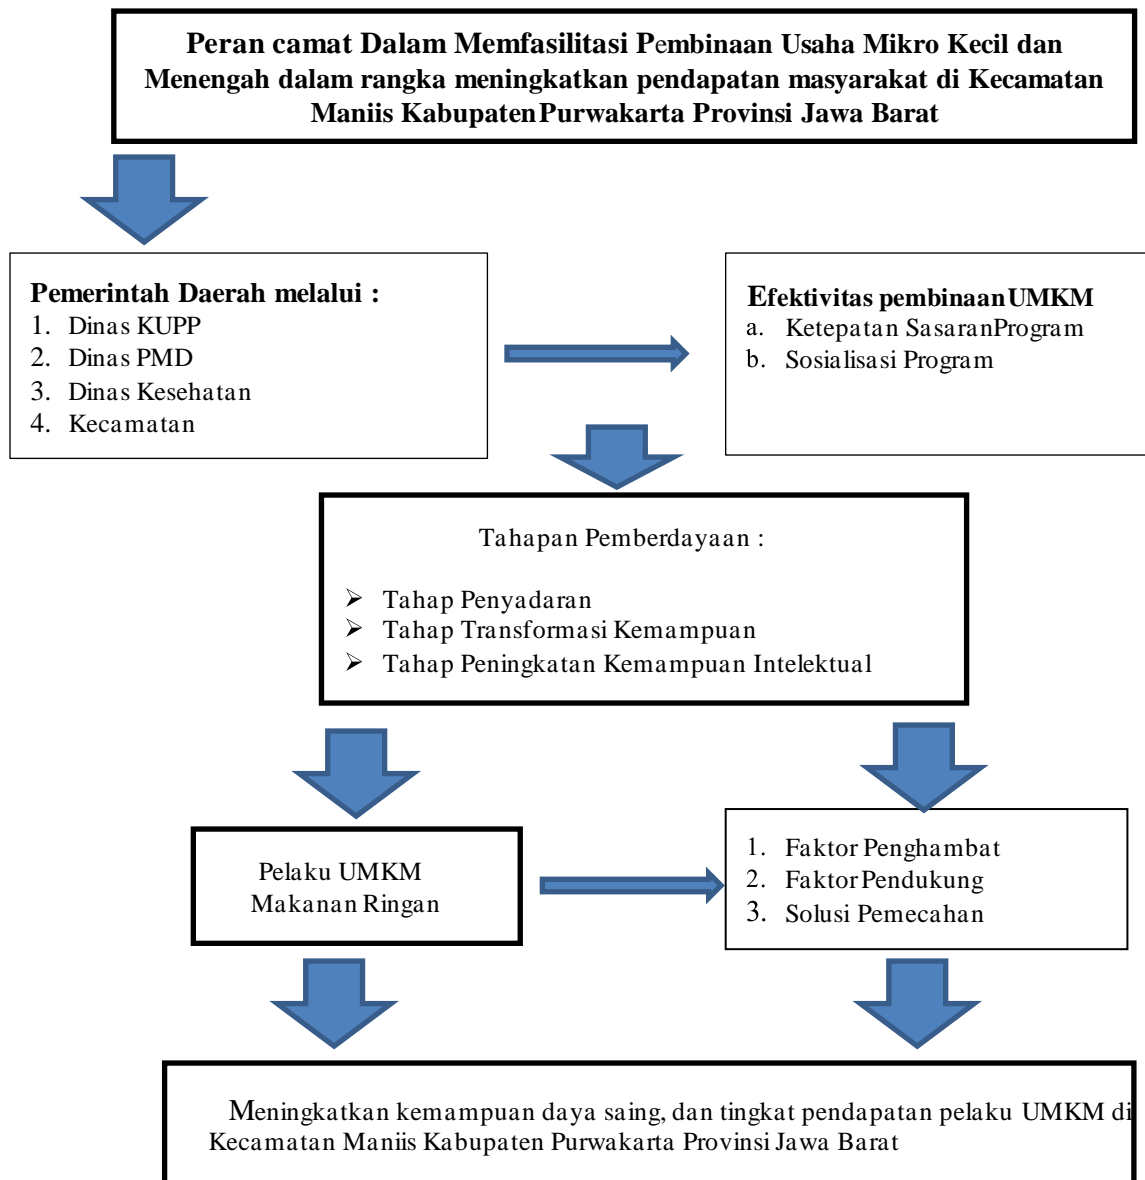 Peran camat Dalam Memfasilitasi Pembinaan Usaha Mikro Kecil dan
Menengah dalam rangka meningkatkan pendapatan masyarakat di Kecamatan
Maniis Kabupaten Purwakarta Provinsi Jawa Barat
Pemerintah Daerah melalui :
1. Dinas KUPP
2. Dinas PMD
3. Dinas Kesehatan
4. Kecamatan
Efektivitas pembinaan UMKM
a. Ketepatan Sasaran Program
b. Sosialisasi Program
Tahapan Pemberdayaan :
➢ Tahap Penyadaran
➢ Tahap Transformasi Kemampuan
➢ Tahap Peningkatan Kemampuan Intelektual
Pelaku UMKM
Makanan Ringan
1. Faktor Penghambat
2. Faktor Pendukung
3. Solusi Pemecahan
Meningkatkan kemampuan daya saing, dan tingkat pendapatan pelaku UMKM di
Kecamatan Maniis Kabupaten Purwakarta Provinsi Jawa Barat